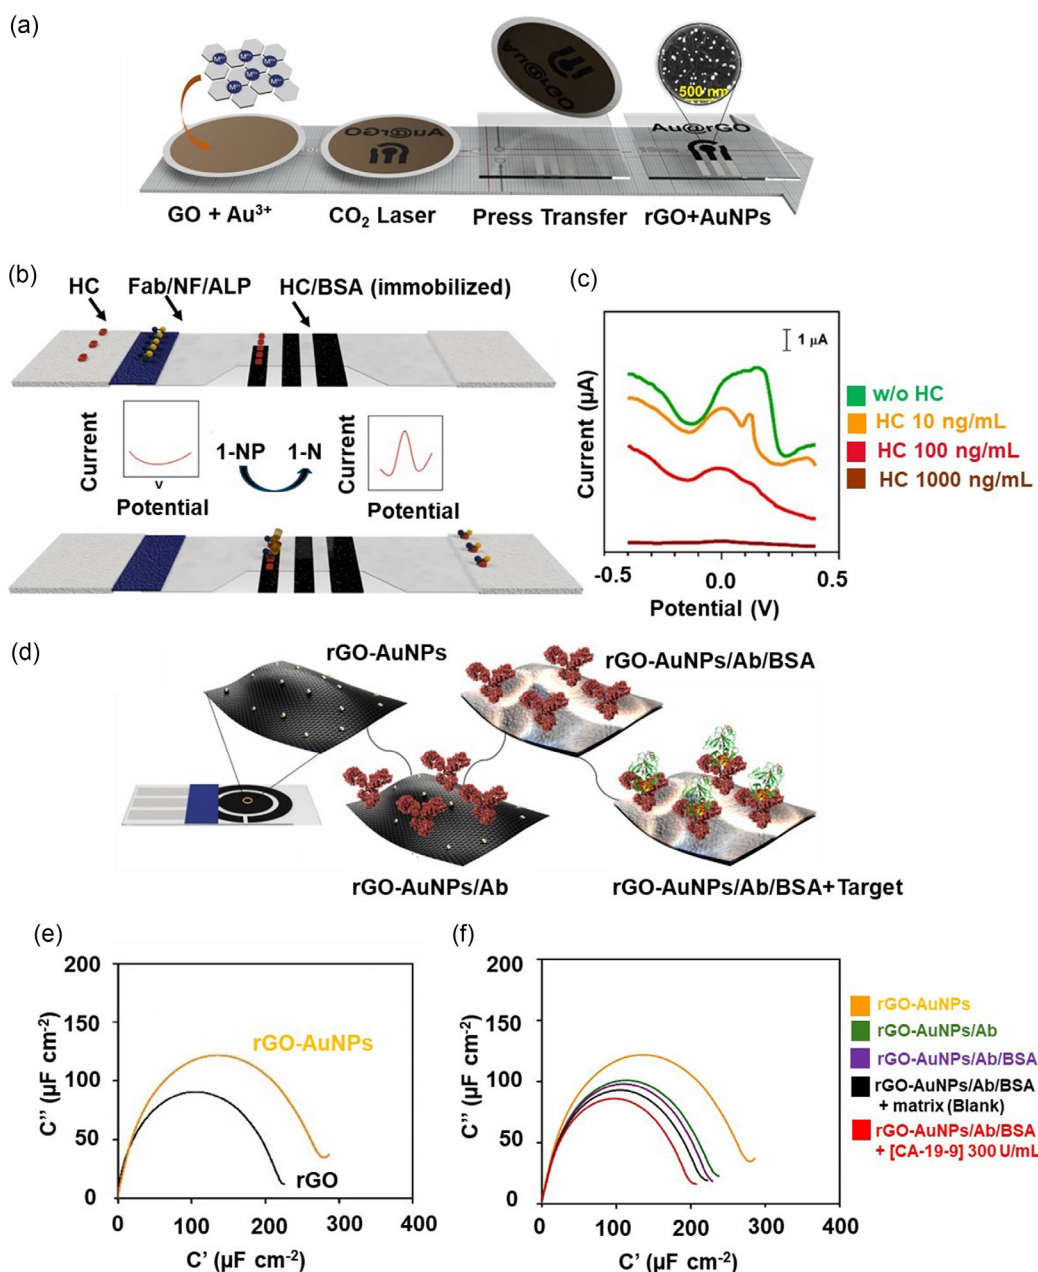 (a)
M
M
M
M
M
M
GO + Au³⁺
Au@rGO
CO₂ Laser
Au@rGO
Press Transfer
500 nm
Au@rGO
rGO+AuNPs
(b)
HC
Fab/NF/ALP
HC/BSA (immobilized)
Current
V
Potential
1-NP
1-N
Current
Potential
(c)
1 µA
Current (µA)
-0.5
0.0
0.5
Potential (V)
w/o HC
HC 10 ng/mL
HC 100 ng/mL
HC 1000 ng/mL
(d)
rGO-AuNPs
rGO-AuNPs/Ab/BSA
rGO-AuNPs/Ab
rGO-AuNPs/Ab/BSA+Target
(e)
200
150
100
50
0
C’’ (µF cm⁻²)
rGO-AuNPs
rGO
0
100
200
300
400
C’ (µF cm⁻²)
(f)
200
150
100
50
0
C’’ (µF cm⁻²)
0
100
200
300
400
C’ (µF cm⁻²)
rGO-AuNPs
rGO-AuNPs/Ab
rGO-AuNPs/Ab/BSA
rGO-AuNPs/Ab/BSA
+ matrix (Blank)
rGO-AuNPs/Ab/BSA
+ [CA-19-9] 300 U/mL